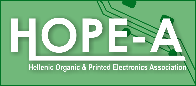 HOPE-A
Hellenic Organic & Printed Electronics Association